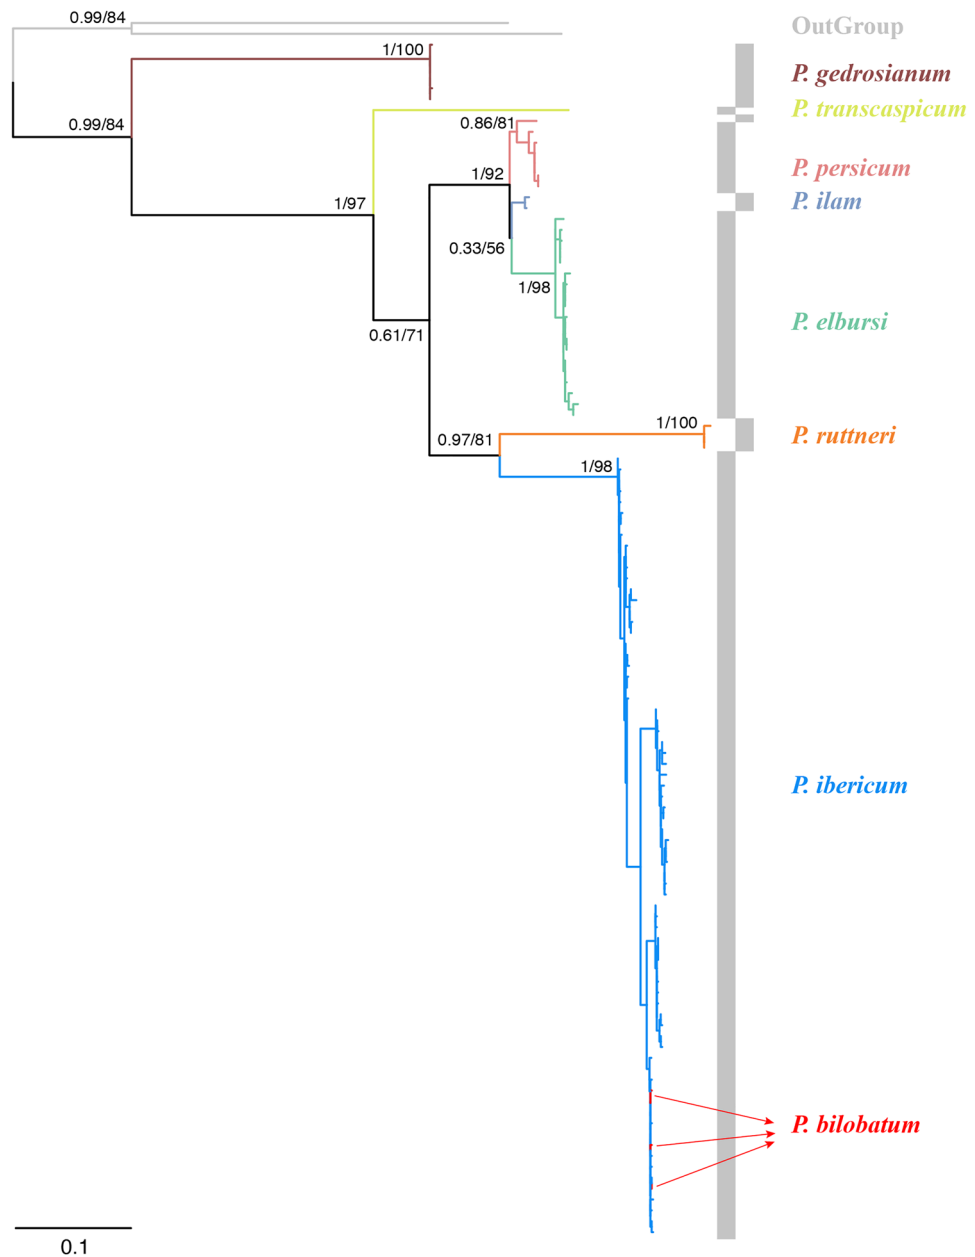 0.99/84
OutGroup
1/100
P. gedrosianum
P. transcaspicum
0.99/84
0.86/81
P. persicum
1/92
1/97
P. ilam
0.33/56
1/98
P. elbursi
0.61/71
1/100
P. ruttneri
0.97/81
1/98
P. ibericum
P. bilobatum
0.1